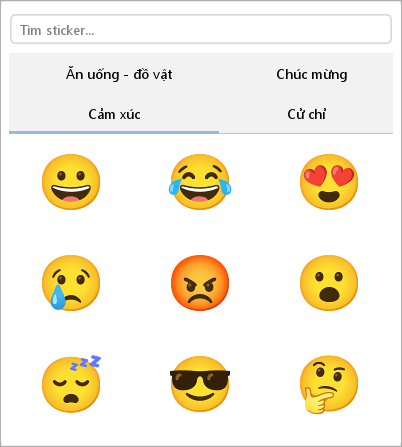 Tìm sticker...
Ăn uống - đồ vật
Chúc mừng
Cảm xúc
Cử chỉ